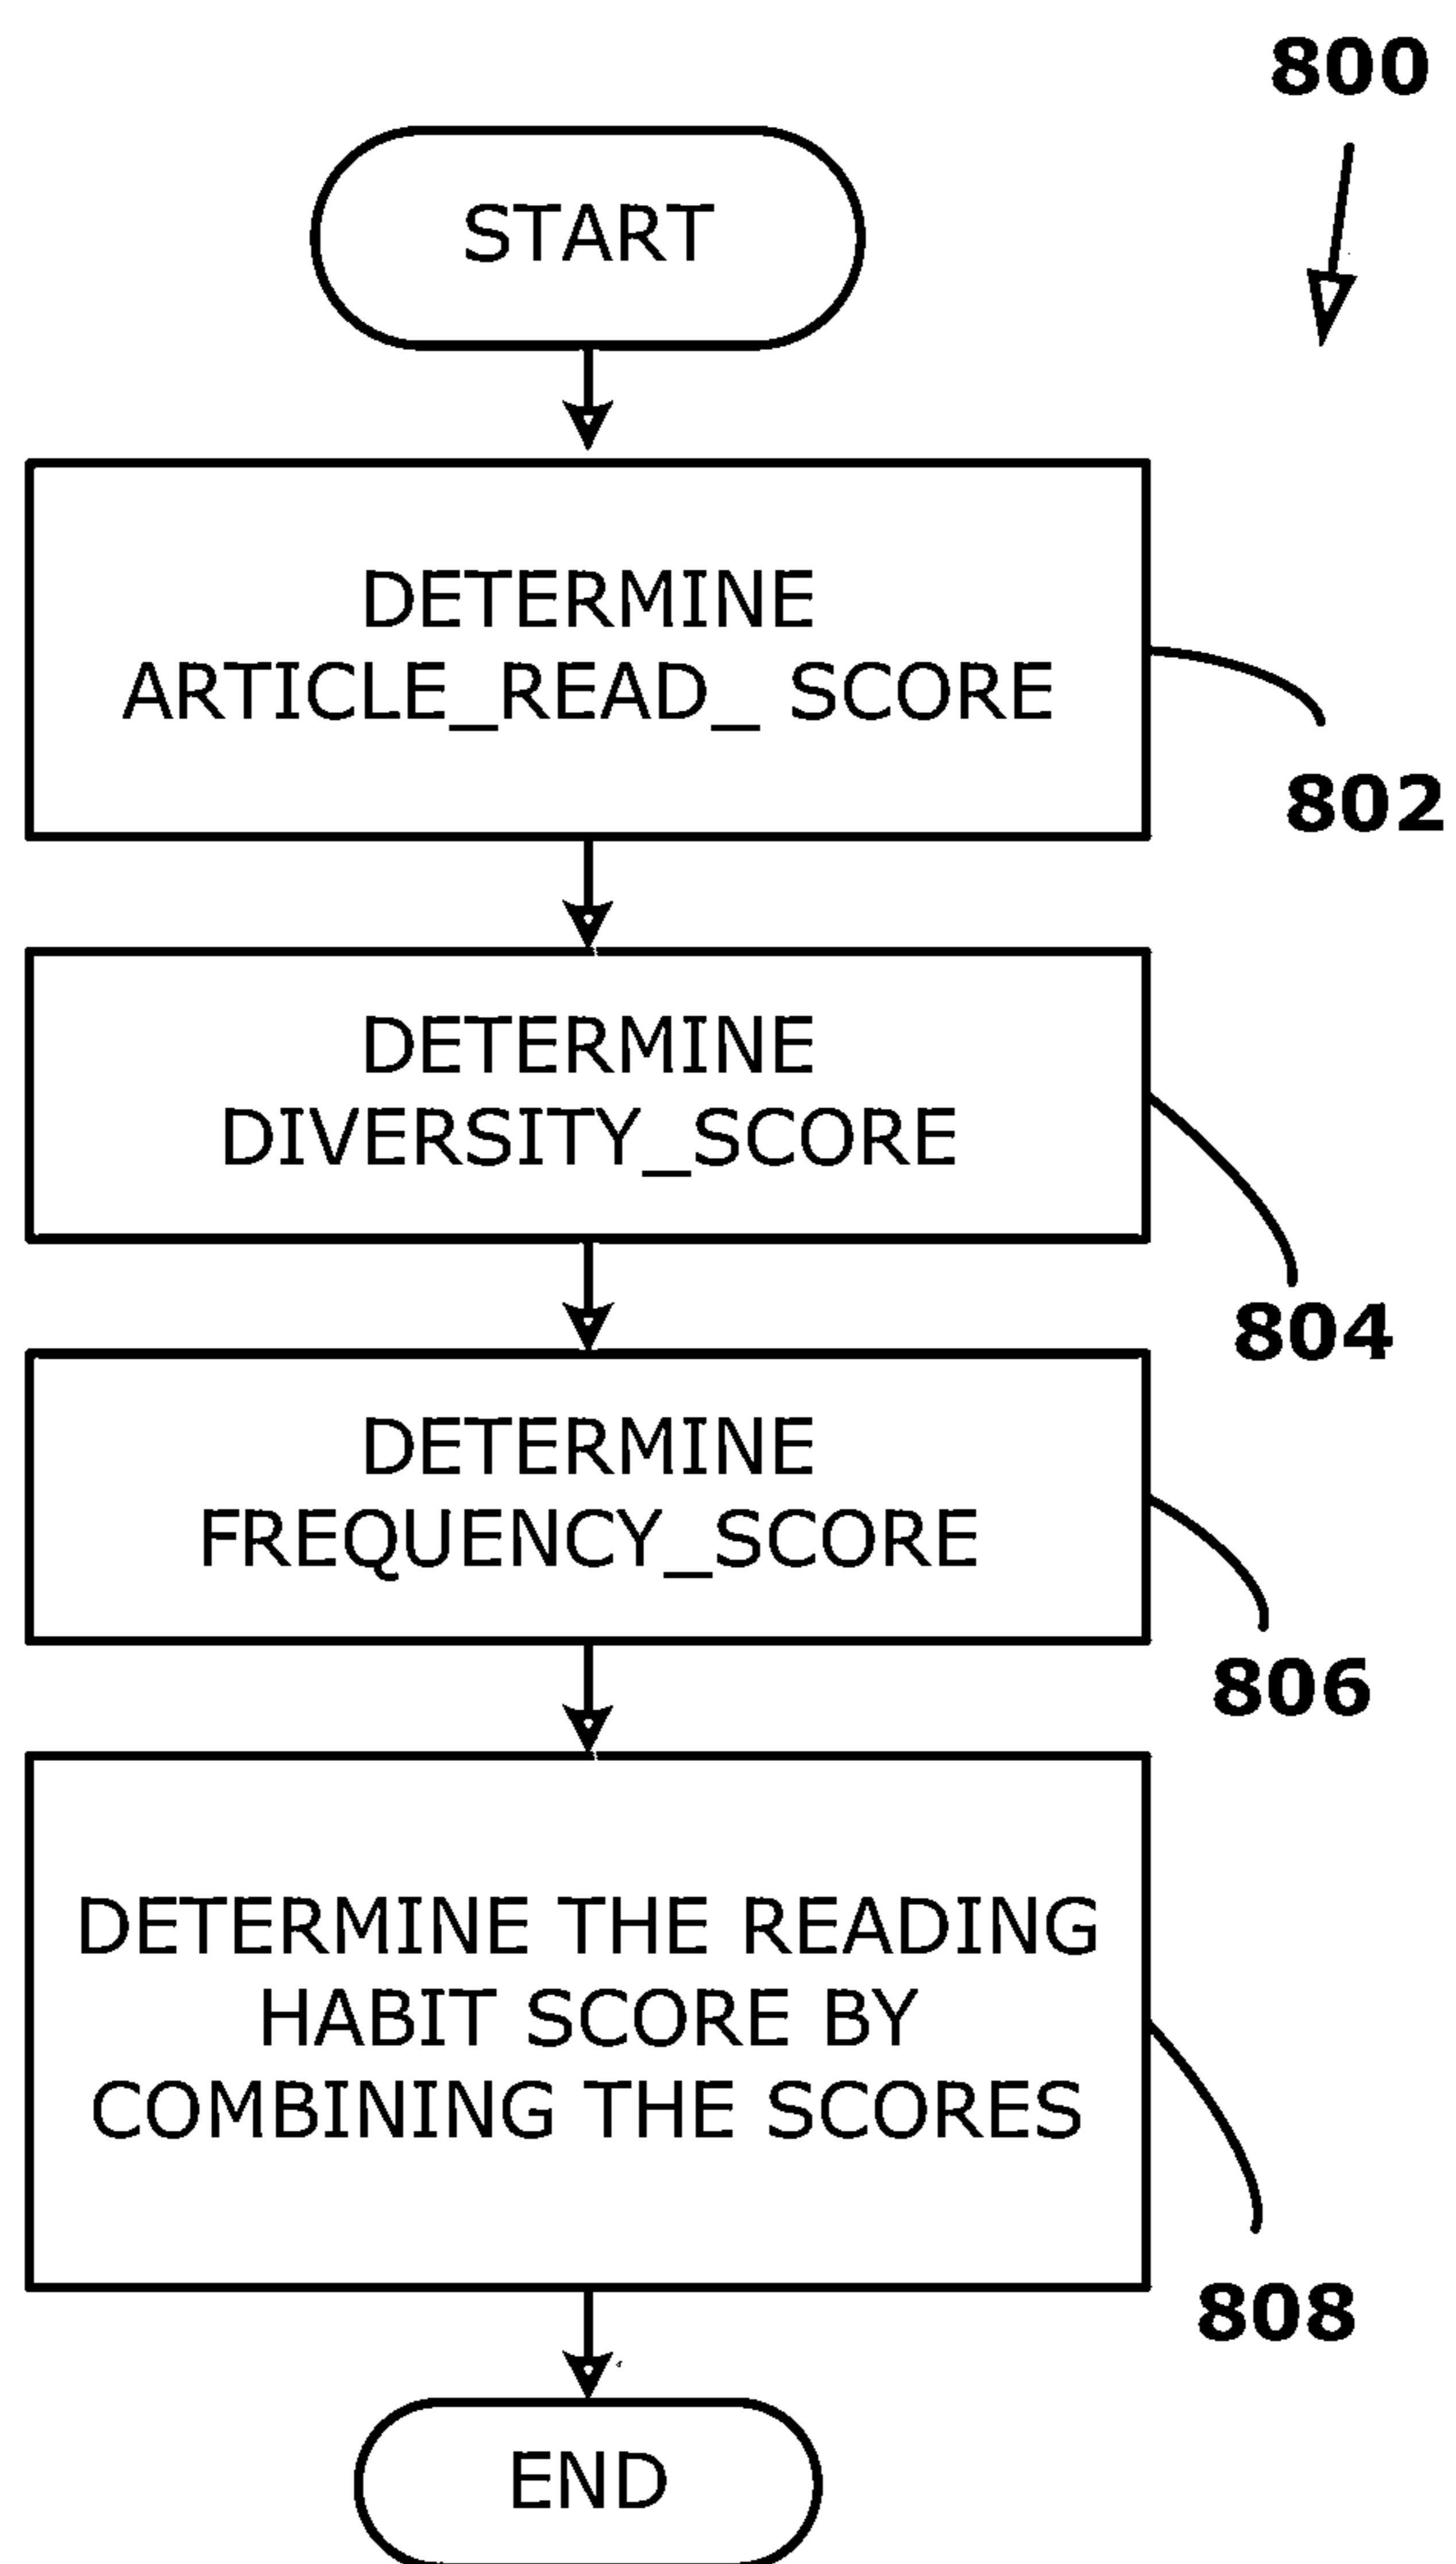 800
START
DETERMINE
ARTICLE_READ_ SCORE
802
DETERMINE
DIVERSITY_SCORE
804
DETERMINE
FREQUENCY_SCORE
806
DETERMINE THE READING
HABIT SCORE BY
COMBINING THE SCORES
808
END